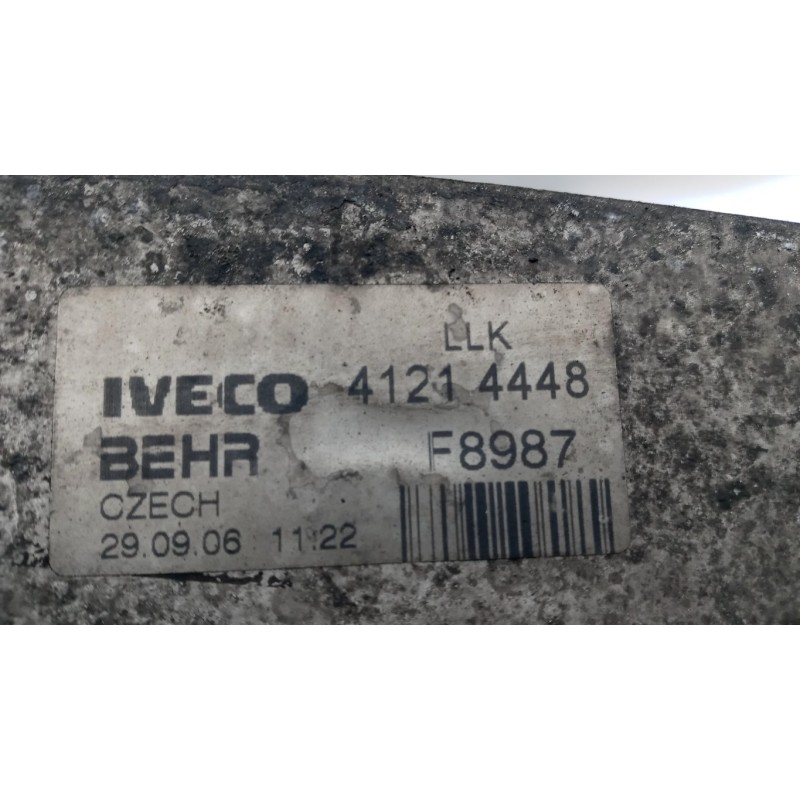 LLK
IVECO 4121 4448
BEHR F8987
CZECH
29.09.06 11:22